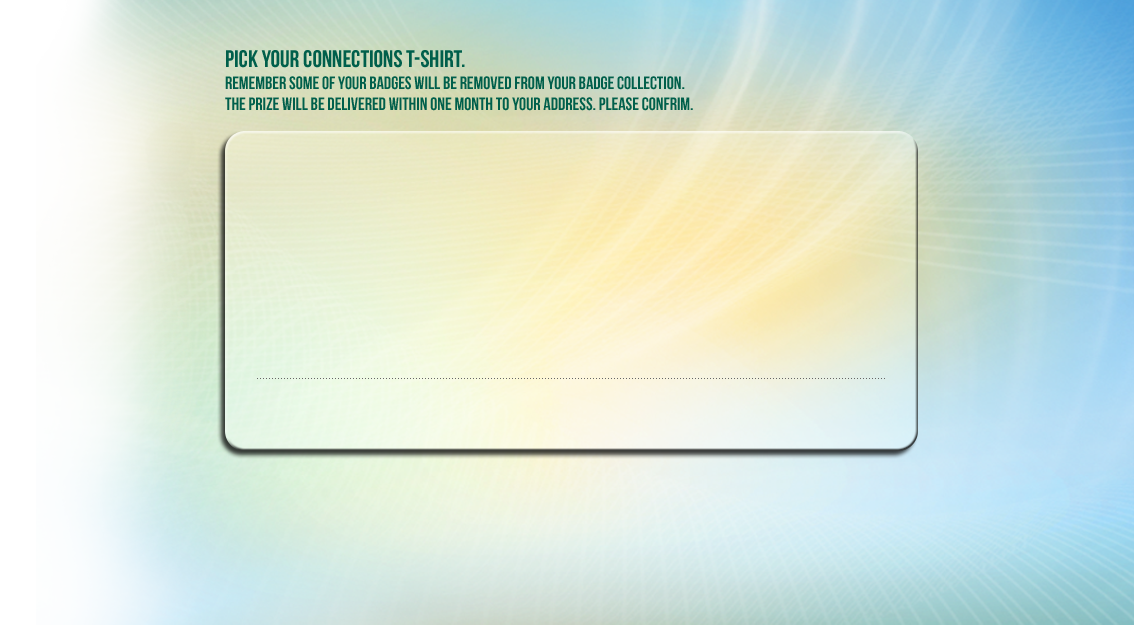 PICK YOUR CONNECTIONS T-SHIRT.
REMEMBER SOME OF YOUR BADGES WILL BE REMOVED FROM YOUR BADGE COLLECTION.
THE PRIZE WILL BE DELIVERED WITHIN ONE MONTH TO YOUR ADDRESS. PLEASE CONFRIM.